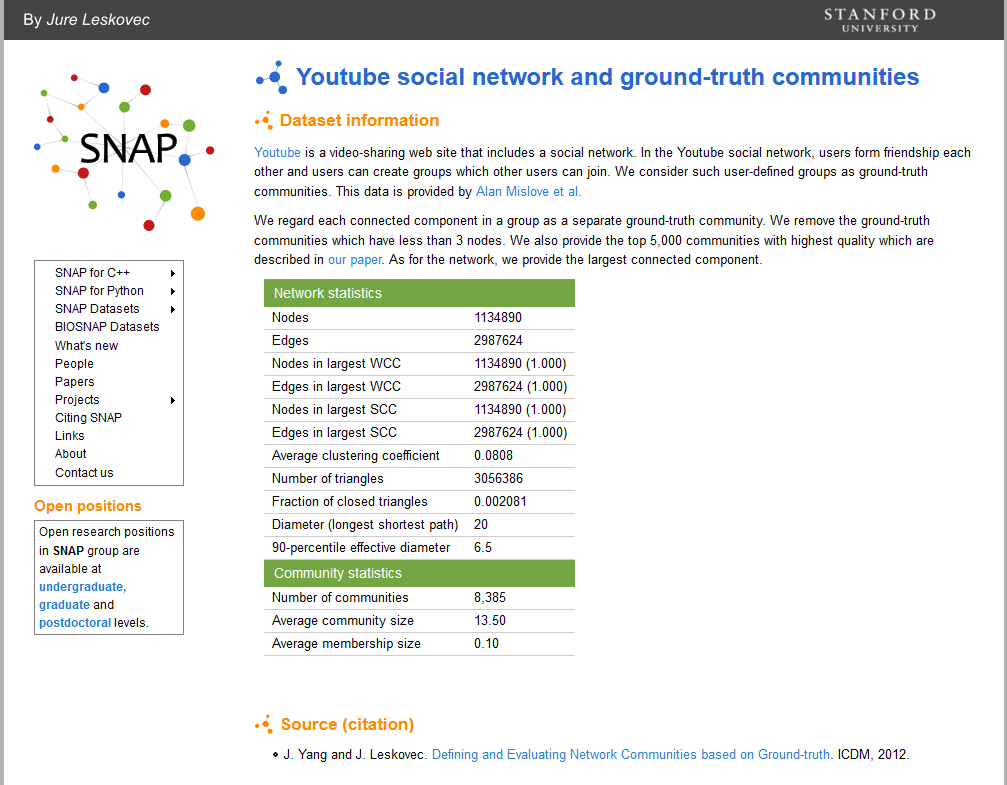 By Jure Leskovec
STANFORD
UNIVERSITY
SNAP
SNAP for C++
SNAP for Python
SNAP Datasets
BIOSNAP Datasets
What's new
People
Papers
Projects
Citing SNAP
Links
About
Contact us
Open positions
Open research positions
in SNAP group are
available at
undergraduate,
graduate and
postdoctoral levels.
Youtube social network and ground-truth communities
Dataset information
Youtube is a video-sharing web site that includes a social network. In the Youtube social network, users form friendship each
other and users can create groups which other users can join. We consider such user-defined groups as ground-truth
communities. This data is provided by Alan Mislove et al.
We regard each connected component in a group as a separate ground-truth community. We remove the ground-truth
communities which have less than 3 nodes. We also provide the top 5,000 communities with highest quality which are
described in our paper. As for the network, we provide the largest connected component.
Network statistics
Nodes 1134890
Edges 2987624
Nodes in largest WCC 1134890 (1.000)
Edges in largest WCC 2987624 (1.000)
Nodes in largest SCC 1134890 (1.000)
Edges in largest SCC 2987624 (1.000)
Average clustering coefficient 0.0808
Number of triangles 3056386
Fraction of closed triangles 0.002081
Diameter (longest shortest path) 20
90-percentile effective diameter 6.5
Community statistics
Number of communities 8,385
Average community size 13.50
Average membership size 0.10
Source (citation)
J. Yang and J. Leskovec. Defining and Evaluating Network Communities based on Ground-truth. ICDM, 2012.